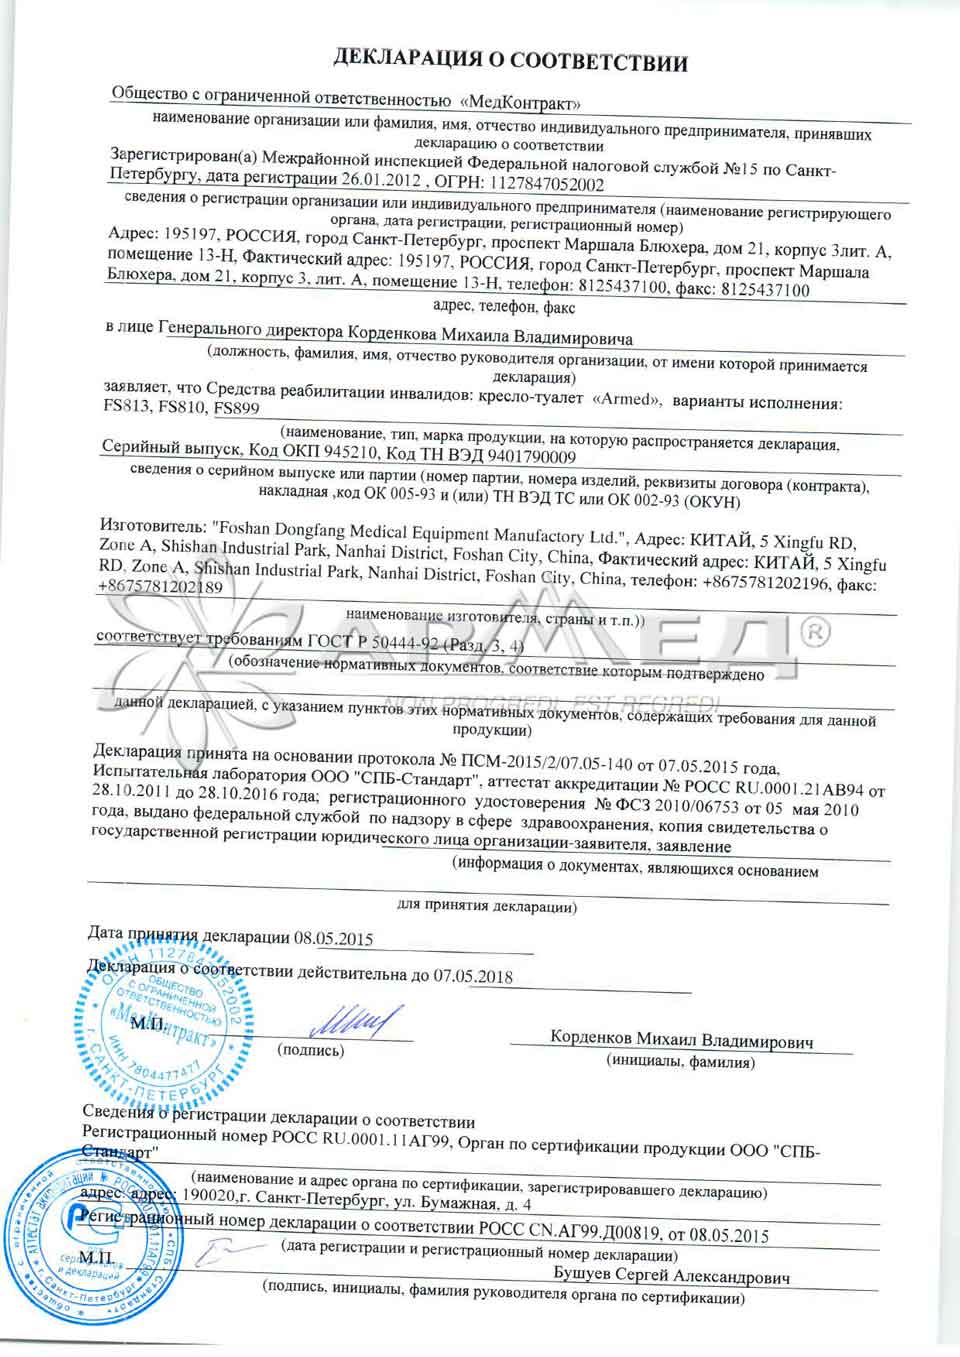 ДЕКЛАРАЦИЯ О СООТВЕТСТВИИ
Общество с ограниченной ответственностью «МедКонтракт»
наименование организации или фамилия, имя, отчество индивидуального предпринимателя, принявших
декларацию о соответствии
Зарегистрирован(а) Межрайонной инспекцией Федеральной налоговой службой №15 по Санкт-
Петербургу, дата регистрации 26.01.2012 , ОГРН: 1127847052002
сведения о регистрации организации или индивидуального предпринимателя (наименование регистрирующего
органа, дата регистрации, регистрационный номер)
Адрес: 195197, РОССИЯ, город Санкт-Петербург, проспект Маршала Блюхера, дом 21, корпус 3лит. А,
помещение 13-Н, Фактический адрес: 195197, РОССИЯ, город Санкт-Петербург, проспект Маршала
Блюхера, дом 21, корпус 3, лит. А, помещение 13-Н, телефон: 8125437100, факс: 8125437100
адрес, телефон, факс
в лице Генерального директора Корденкова Михаила Владимировича
(должность, фамилия, имя, отчество руководителя организации, от имени которой принимается
декларация)
заявляет, что Средства реабилитации инвалидов: кресло-туалет «Armed», варианты исполнения:
FS813, FS810, FS899
(наименование, тип, марка продукции, на которую распространяется декларация,
Серийный выпуск, Код ОКП 945210, Код ТН ВЭД 9401790009
сведения о серийном выпуске или партии (номер партии, номера изделий, реквизиты договора (контракта),
накладная ,код ОК 005-93 и (или) ТН ВЭД ТС или ОК 002-93 (ОКУН)
Изготовитель: "Foshan Dongfang Medical Equipment Manufactory Ltd.", Адрес: КИТАЙ, 5 Xingfu RD,
Zone A, Shishan Industrial Park, Nanhai District, Foshan City, China, Фактический адрес: КИТАЙ, 5 Xingfu
RD, Zone A, Shishan Industrial Park, Nanhai District, Foshan City, China, телефон: +8675781202196, факс:
+8675781202189
наименование изготовителя, страны и т.п.))
АРМЕД®
соответствует требованиям ГОСТ Р 50444-92 (Разд. 3, 4)
(обозначение нормативных документов, соответствие которым подтверждено
NON PROGREDI EST REGREDI
данной декларацией, с указанием пунктов этих нормативных документов, содержащих требования для данной
продукции)
Декларация принята на основании протокола № ПСМ-2015/2/07.05-140 от 07.05.2015 года,
Испытательная лаборатория ООО "СПБ-Стандарт", аттестат аккредитации № РОСС RU.0001.21АВ94 от
28.10.2011 до 28.10.2016 года; регистрационного удостоверения № ФСЗ 2010/06753 от 05 мая 2010
года, выдано федеральной службой по надзору в сфере здравоохранения, копия свидетельства о
государственной регистрации юридического лица организации-заявителя, заявление
(информация о документах, являющихся основанием
для принятия декларации)
Дата принятия декларации 08.05.2015
Декларация о соответствии действительна до 07.05.2018
ОГРН 1127847052002
ОБЩЕСТВО
С ОГРАНИЧЕННОЙ
ОТВЕТСТВЕННОСТЬЮ
«МедКонтракт»
ИНН 7804477477
г. САНКТ-ПЕТЕРБУРГ
М.П.
(подпись)
Корденков Михаил Владимирович
(инициалы, фамилия)
Сведения о регистрации декларации о соответствии
Регистрационный номер РОСС RU.0001.11АГ99, Орган по сертификации продукции ООО "СПБ-
Стандарт"
(наименование и адрес органа по сертификации, зарегистрировавшего декларацию)
адрес: адрес: 190020,г. Санкт-Петербург, ул. Бумажная, д. 4
Регистрационный номер декларации о соответствии РОСС CN.АГ99.Д00819, от 08.05.2015
(дата регистрации и регистрационный номер декларации)
М.П.
Бушуев Сергей Александрович
(подпись, инициалы, фамилия руководителя органа по сертификации)
сертификатов
и деклараций
г.Санкт-Петербург